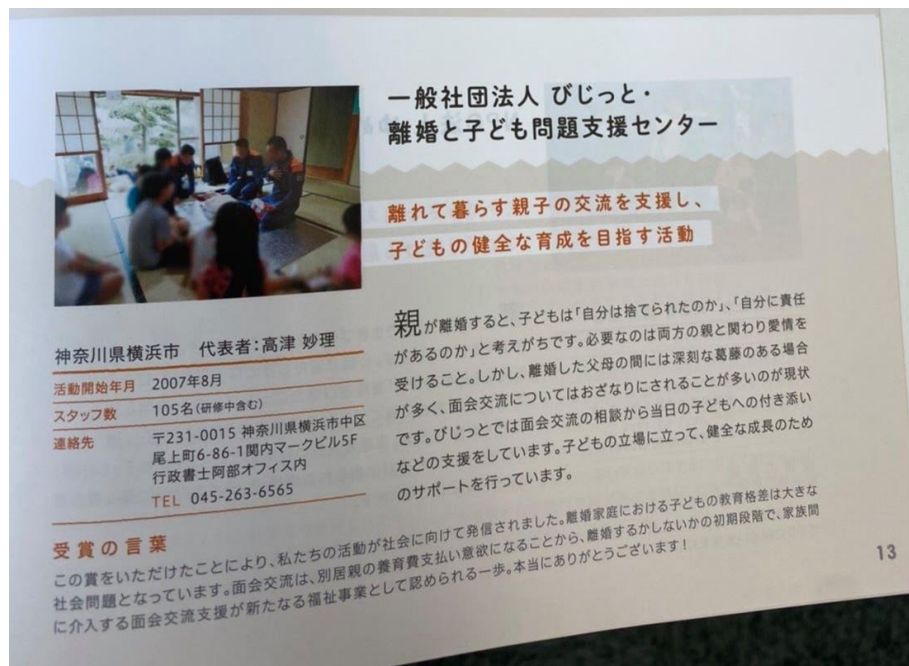 一般社団法人 びじっと・
離婚と子ども問題支援センター
離れて暮らす親子の交流を支援し、
子どもの健全な育成を目指す活動
神奈川県横浜市　代表者:高津 妙理
活動開始年月　2007年8月
スタッフ数　105名(研修中含む)
連絡先　〒231-0015 神奈川県横浜市中区
尾上町6-86-1関内マークビル5F
行政書士阿部オフィス内
TEL 045-263-6565
親が離婚すると、子どもは「自分は捨てられたのか」、「自分に責任
があるのか」と考えがちです。必要なのは両方の親と関わり愛情を
受けること。しかし、離婚した父母の間には深刻な葛藤のある場合
が多く、面会交流についてはおざなりにされることが多いのが現状
です。びじっとでは面会交流の相談から当日の子どもへの付き添い
などの支援をしています。子どもの立場に立って、健全な成長のため
のサポートを行っています。
受賞の言葉
この賞をいただけたことにより、私たちの活動が社会に向けて発信されました。離婚家庭における子どもの教育格差は大きな
社会問題となっています。面会交流は、別居親の養育費支払い意欲になることから、離婚するかしないかの初期段階で、家族間
に介入する面会交流支援が新たなる福祉事業として認められる一歩。本当にありがとうございます!
13